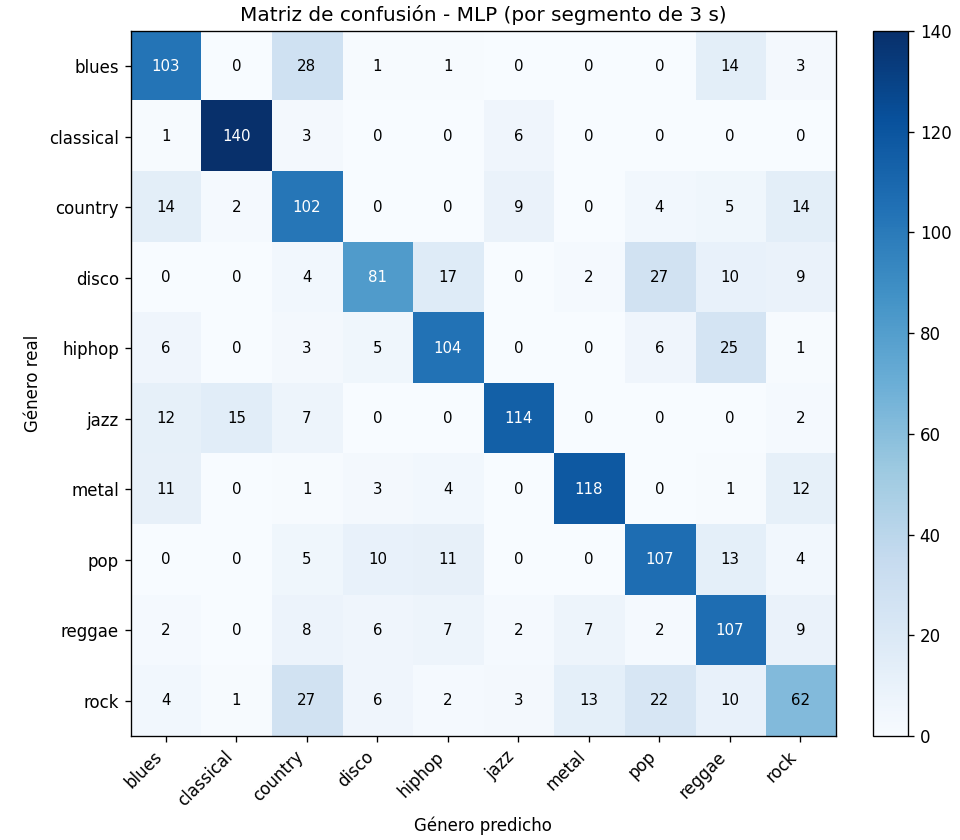 Matriz de confusión - MLP (por segmento de 3 s)
blues 103 0 28 1 1 0 0 0 14 3
classical 1 140 3 0 0 6 0 0 0 0
country 14 2 102 0 0 9 0 4 5 14
disco 0 0 4 81 17 0 2 27 10 9
hiphop 6 0 3 5 104 0 0 6 25 1
jazz 12 15 7 0 0 114 0 0 0 2
metal 11 0 1 3 4 0 118 0 1 12
pop 0 0 5 10 11 0 0 107 13 4
reggae 2 0 8 6 7 2 7 2 107 9
rock 4 1 27 6 2 3 13 22 10 62
blues classical country disco hiphop jazz metal pop reggae rock
Género predicho
Género real
140
120
100
80
60
40
20
0